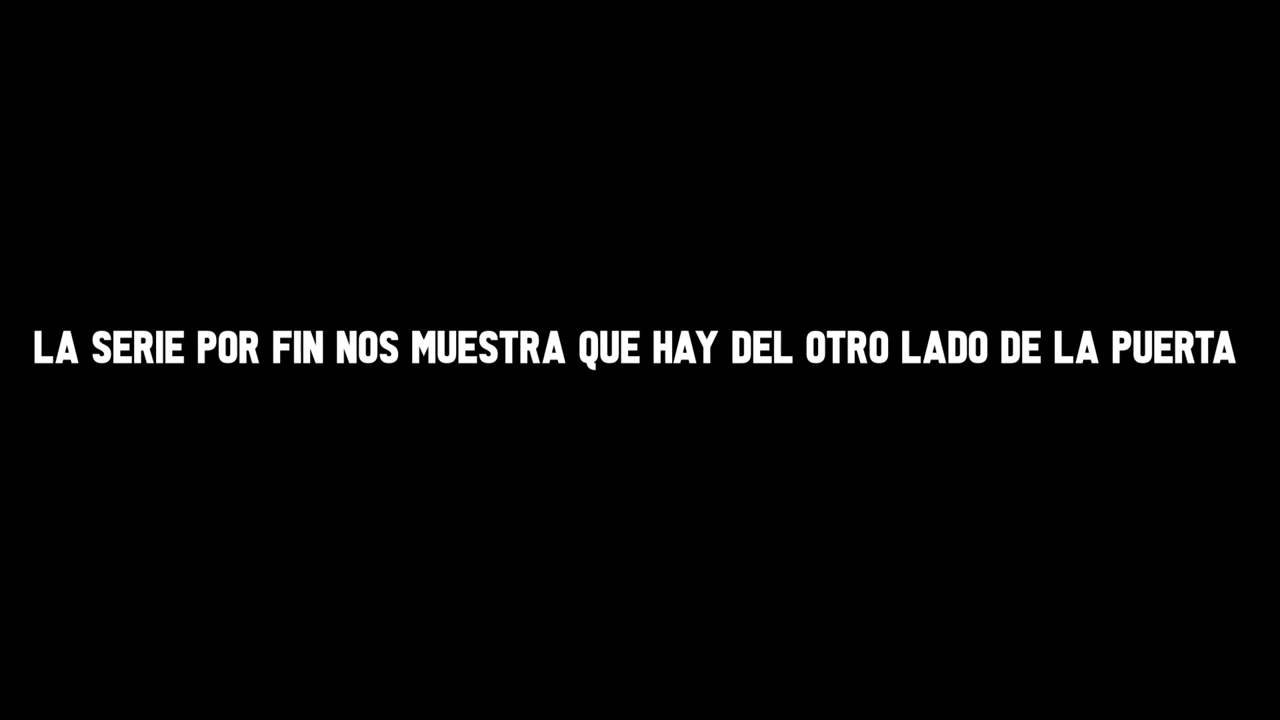 LA SERIE POR FIN NOS MUESTRA QUE HAY DEL OTRO LADO DE LA PUERTA